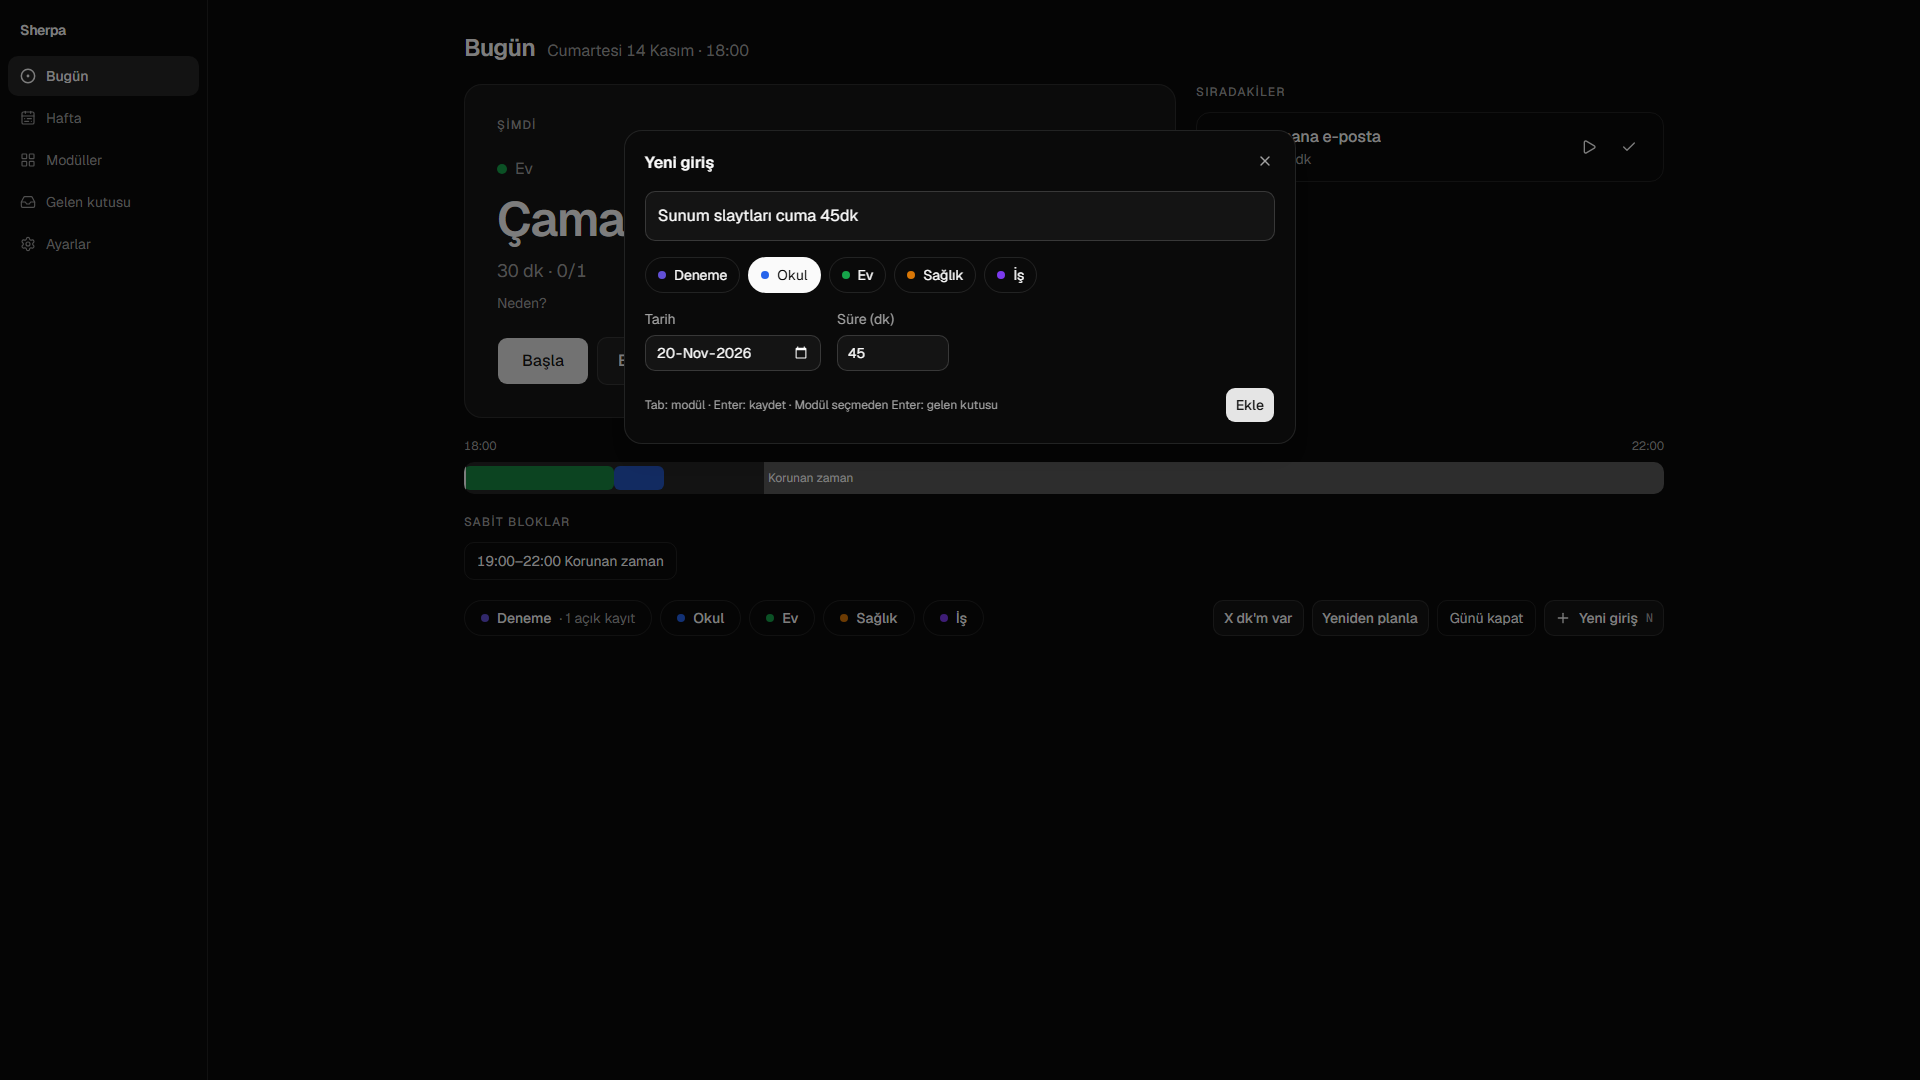 Sherpa
Bugün
Hafta
Modüller
Gelen kutusu
Ayarlar
Bugün Cumartesi 14 Kasım · 18:00
ŞİMDİ
Ev
Çama
30 dk · 0/1
Neden?
Başla
SIRADAKİLER
ana e-posta
dk
Yeni giriş
Sunum slaytları cuma 45dk
Deneme Okul Ev Sağlık İş
Tarih Süre (dk)
20-Nov-2026 45
Tab: modül · Enter: kaydet · Modül seçmeden Enter: gelen kutusu
Ekle
18:00 22:00
Korunan zaman
SABİT BLOKLAR
19:00–22:00 Korunan zaman
Deneme · 1 açık kayıt Okul Ev Sağlık İş
X dk'm var Yeniden planla Günü kapat + Yeni giriş N